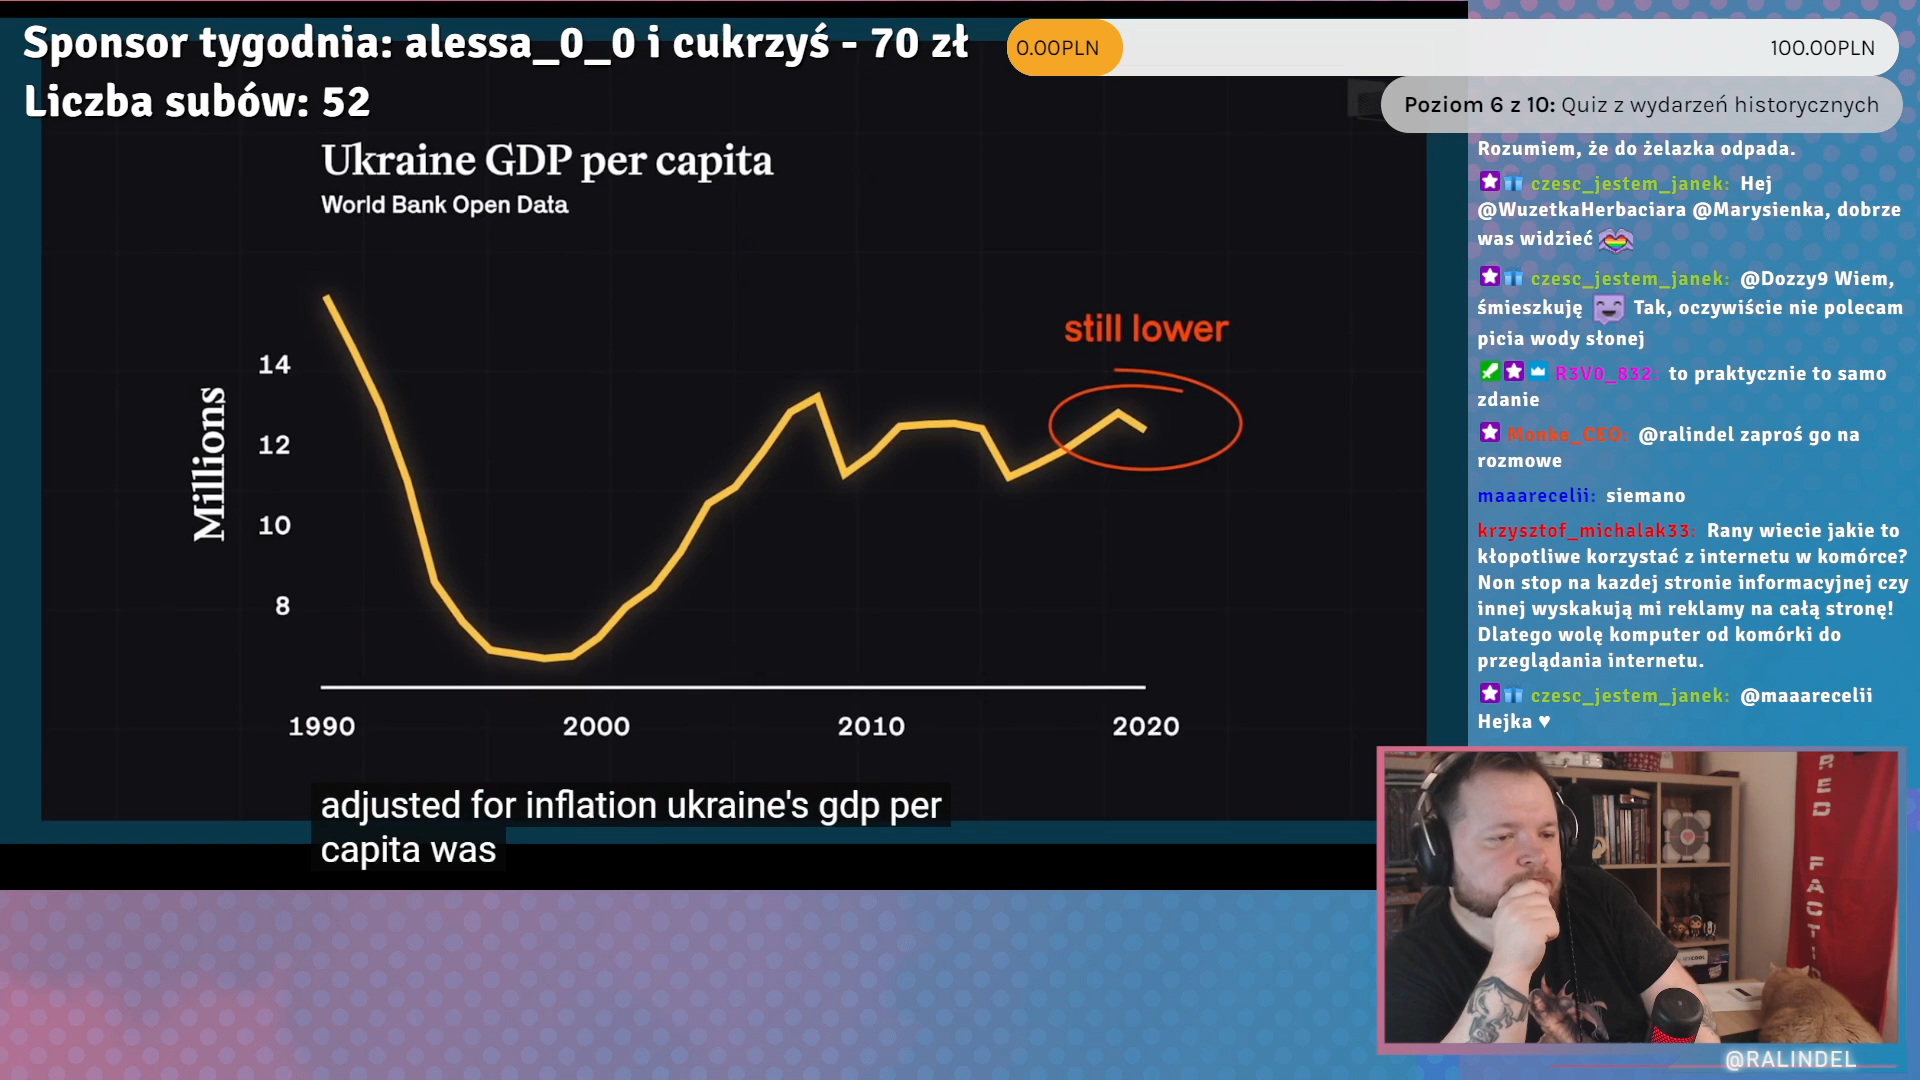 Sponsor tygodnia: alessa_0_0 i cukrzyś - 70 zł
Liczba subów: 52
0.00PLN
100.00PLN
Poziom 6 z 10: Quiz z wydarzeń historycznych
Ukraine GDP per capita
World Bank Open Data
still lower
Millions
14
12
10
8
1990
2000
2010
2020
adjusted for inflation ukraine's gdp per
capita was
Rozumiem, że do żelazka odpada.
czesc_jestem_janek: Hej
@WuzetkaHerbaciara @Marysienka, dobrze
was widzieć
czesc_jestem_janek: @Dozzy9 Wiem,
śmieszkuję Tak, oczywiście nie polecam
picia wody słonej
R3V0_832: to praktycznie to samo
zdanie
Monke_CEO: @ralindel zaproś go na
rozmowe
maaarecelii: siemano
krzysztof_michalak33: Rany wiecie jakie to
kłopotliwe korzystać z internetu w komórce?
Non stop na kazdej stronie informacyjnej czy
innej wyskakują mi reklamy na całą stronę!
Dlatego wolę komputer od komórki do
przeglądania internetu.
czesc_jestem_janek: @maaarecelii
Hejka ♥
RED FACTI
@RALINDEL